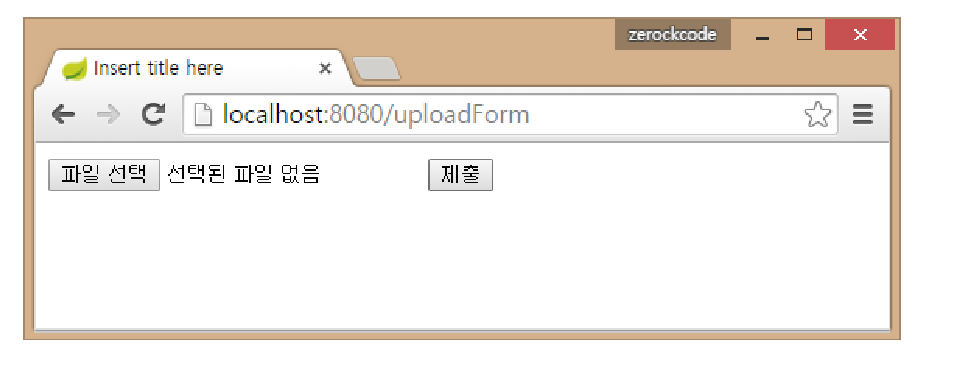 zerockcode
Insert title here
localhost:8080/uploadForm
파일 선택 선택된 파일 없음 제출